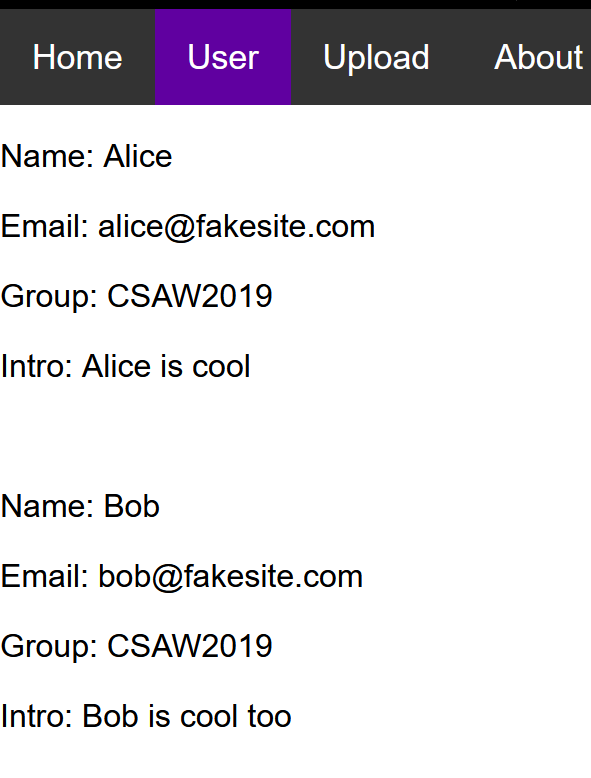 Home User Upload About
Name: Alice
Email: alice@fakesite.com
Group: CSAW2019
Intro: Alice is cool
Name: Bob
Email: bob@fakesite.com
Group: CSAW2019
Intro: Bob is cool too